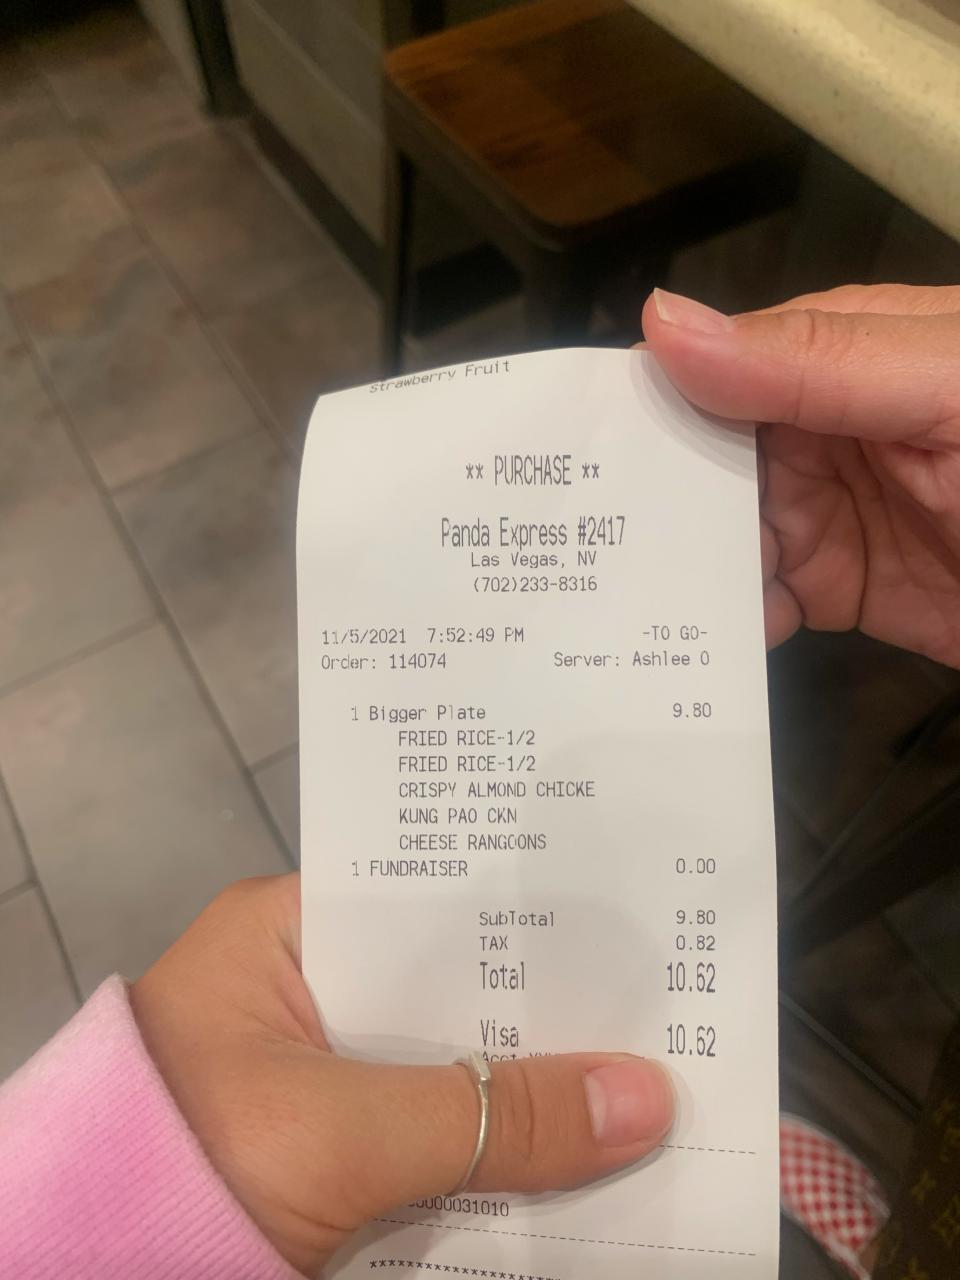 Strawberry Fruit
** PURCHASE **
Panda Express #2417
Las Vegas, NV
(702)233-8316
11/5/2021 7:52:49 PM -TO GO-
Order: 114074 Server: Ashlee O
1 Bigger Plate 9.80
FRIED RICE-1/2
FRIED RICE-1/2
CRISPY ALMOND CHICKE
KUNG PAO CKN
CHEESE RANGOONS
1 FUNDRAISER 0.00
SubTotal 9.80
TAX 0.82
Total 10.62
Visa 10.62
0000031010